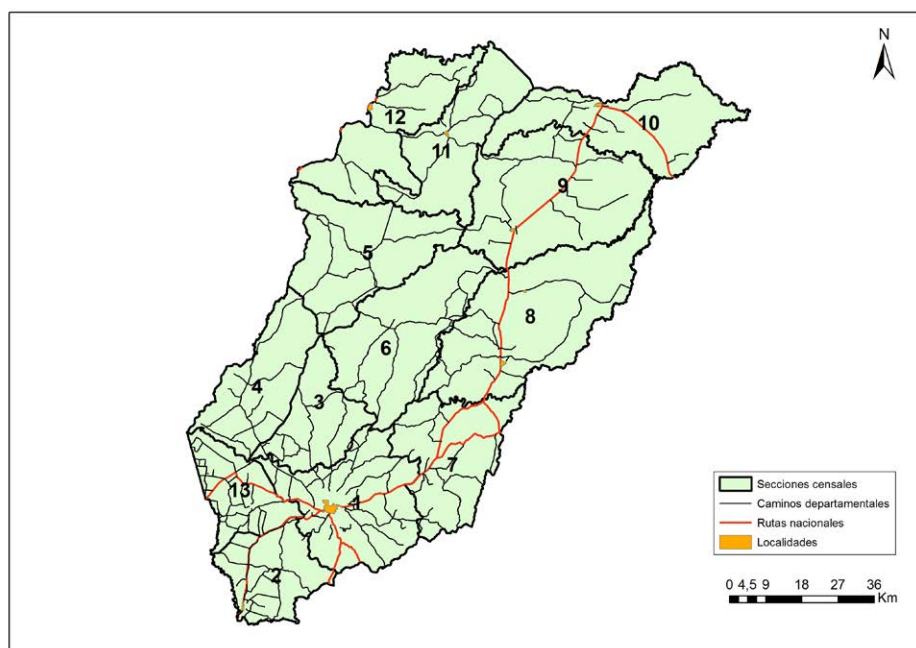 N
12
10
11
9
5
8
6
4
3
7
13
1
2
Secciones censales
Caminos departamentales
Rutas nacionales
Localidades
0 4,5 9 18 27 36
Km